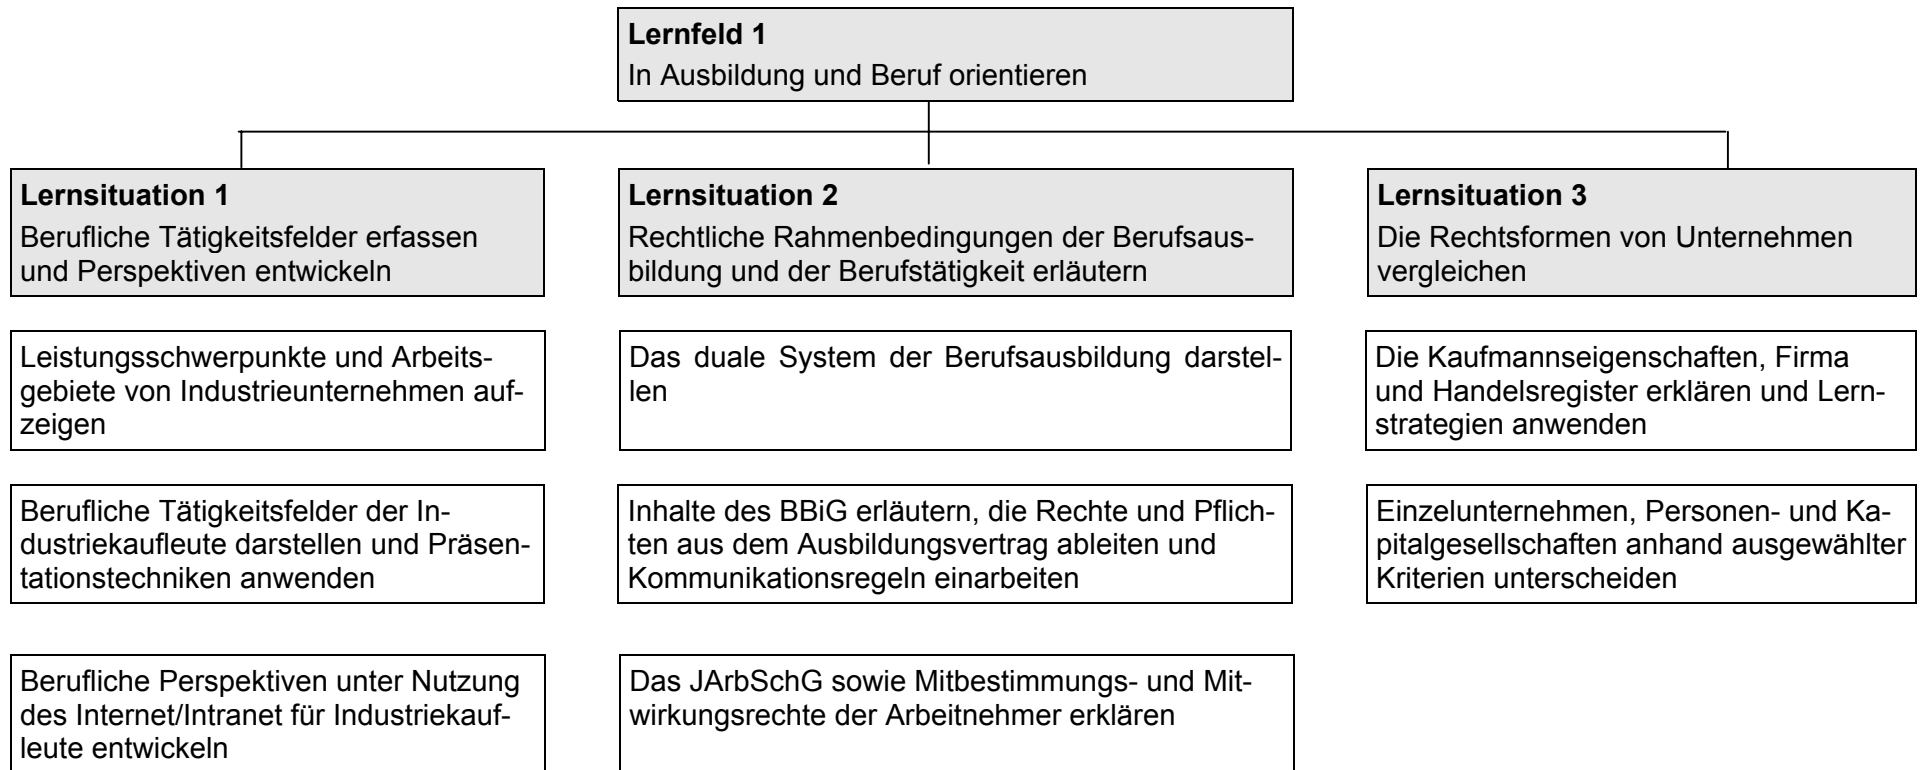 Lernfeld 1
In Ausbildung und Beruf orientieren
Lernsituation 1
Berufliche Tätigkeitsfelder erfassen
und Perspektiven entwickeln
Leistungsschwerpunkte und Arbeits-
gebiete von Industrieunternehmen auf-
zeigen
Berufliche Tätigkeitsfelder der In-
dustriekaufleute darstellen und Präsen-
tationstechniken anwenden
Berufliche Perspektiven unter Nutzung
des Internet/Intranet für Industriekauf-
leute entwickeln
Lernsituation 2
Rechtliche Rahmenbedingungen der Berufsaus-
bildung und der Berufstätigkeit erläutern
Das duale System der Berufsausbildung darstel-
len
Inhalte des BBiG erläutern, die Rechte und Pflich-
ten aus dem Ausbildungsvertrag ableiten und
Kommunikationsregeln einarbeiten
Das JArbSchG sowie Mitbestimmungs- und Mit-
wirkungsrechte der Arbeitnehmer erklären
Lernsituation 3
Die Rechtsformen von Unternehmen
vergleichen
Die Kaufmannseigenschaften, Firma
und Handelsregister erklären und Lern-
strategien anwenden
Einzelunternehmen, Personen- und Ka-
pitalgesellschaften anhand ausgewählter
Kriterien unterscheiden